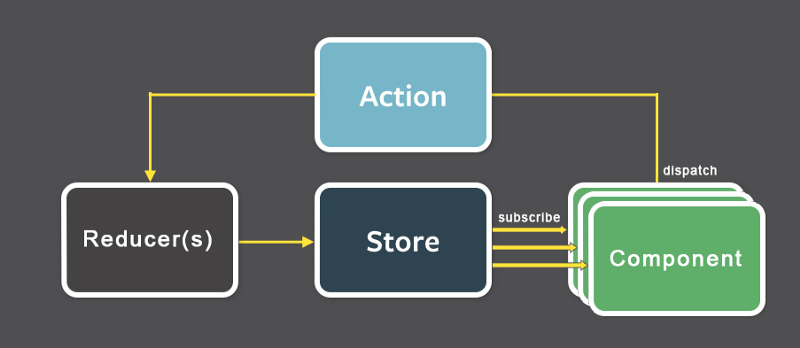 Action
dispatch
Reducer(s)
Store
subscribe
Component